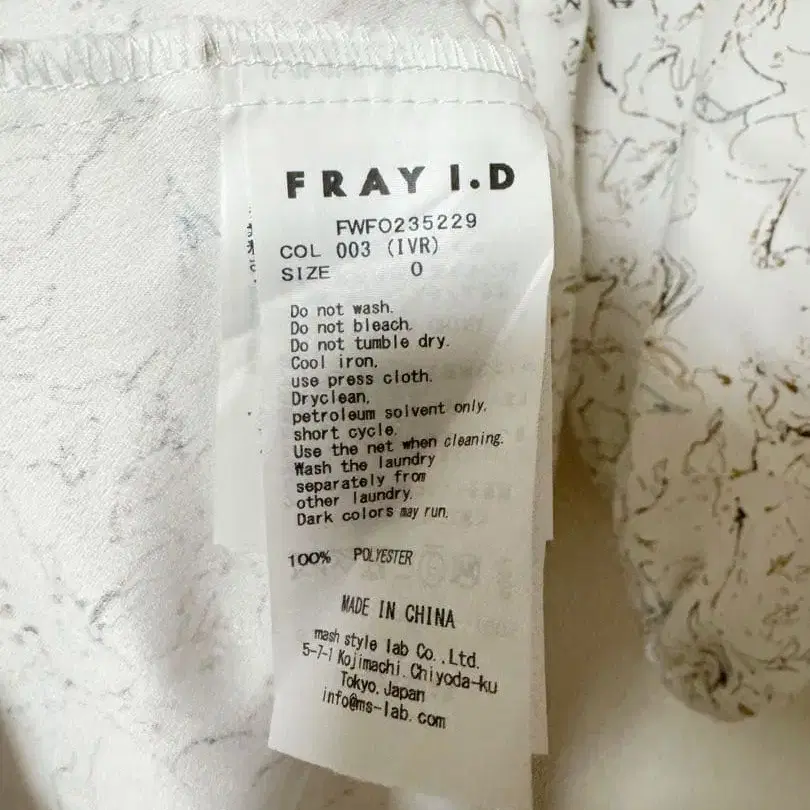 FRAY I.D
FWFO235229
COL 003 (IVR)
SIZE 0
Do not wash.
Do not bleach.
Do not tumble dry.
Cool iron,
use press cloth.
Dryclean,
petroleum solvent only,
short cycle.
Use the net when cleaning.
Wash the laundry
separately from
other laundry.
Dark colors may run.
100% POLYESTER
MADE IN CHINA
mash style lab Co.,Ltd.
5-7-1 Kojimachi,Chiyoda-ku
Tokyo,Japan
info@ms-lab.com